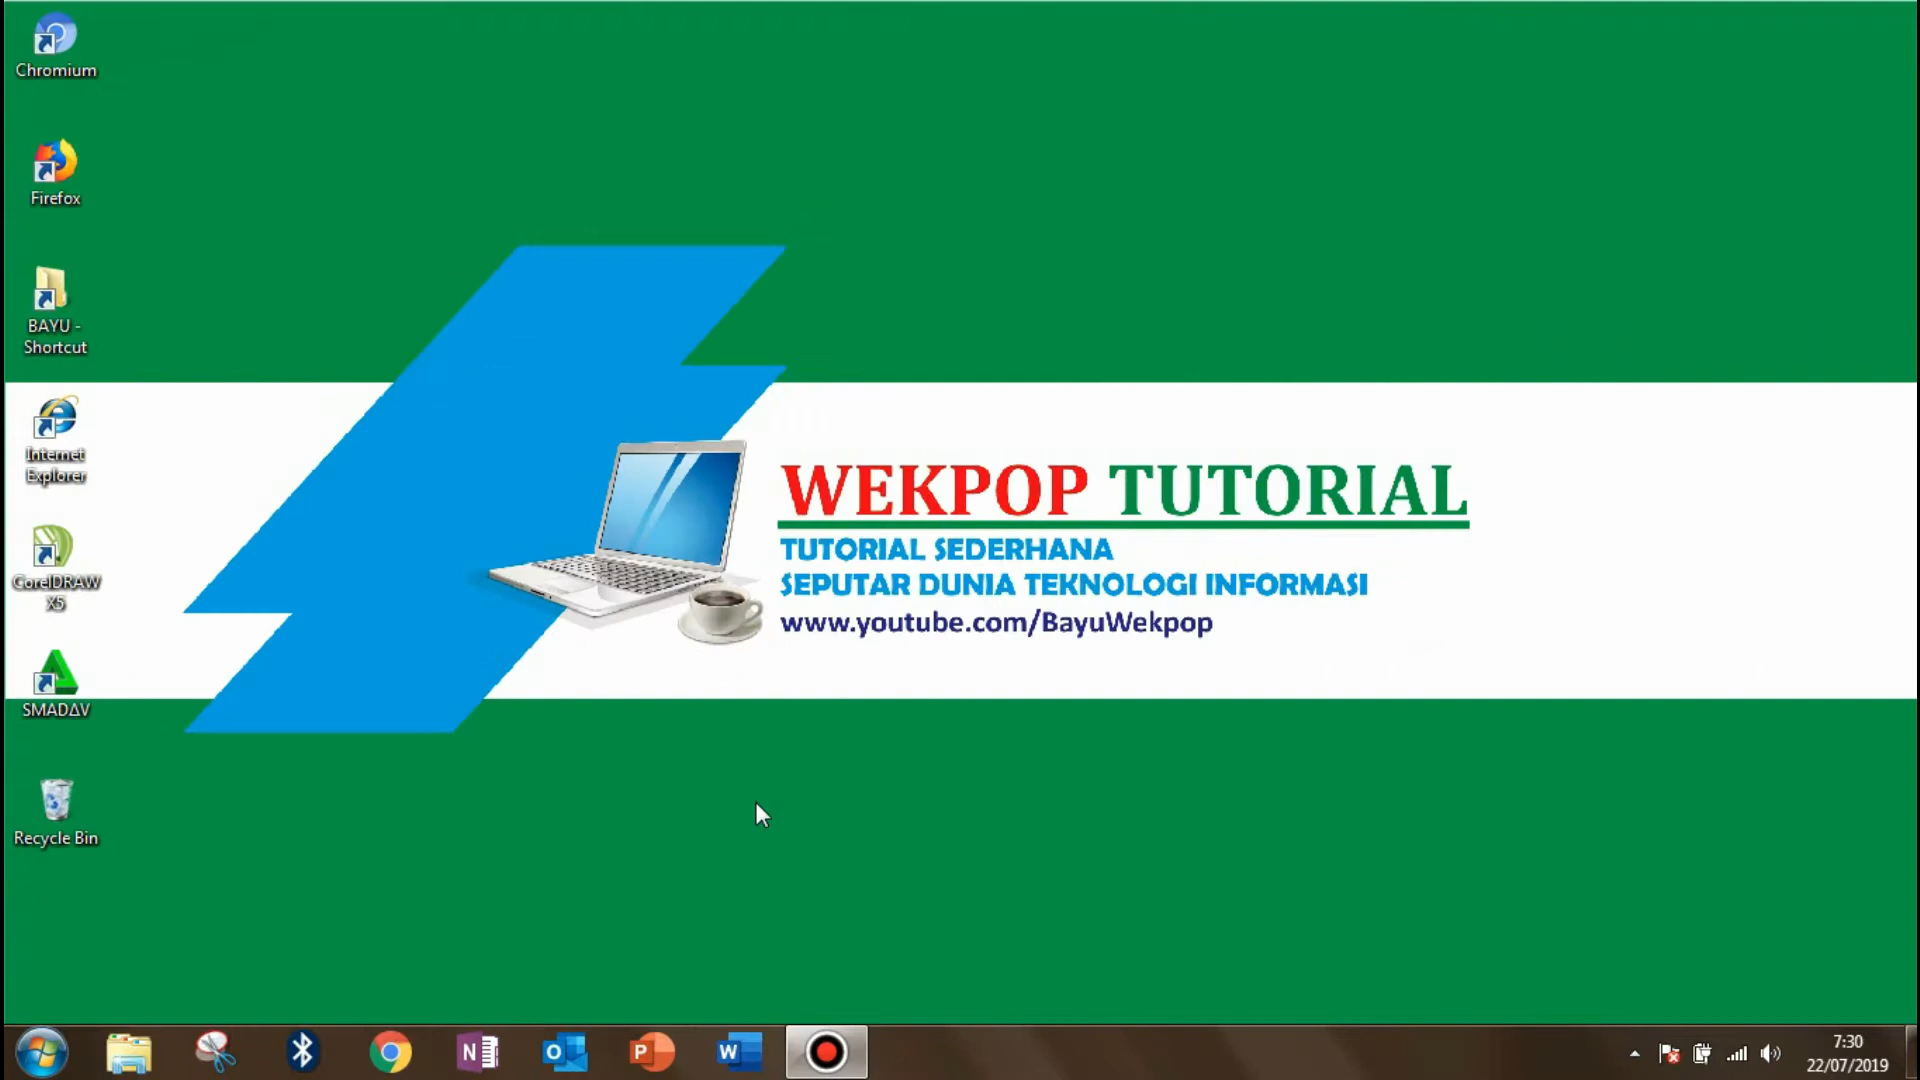 Chromium
Firefox
BAYU -
Shortcut
Internet
Explorer
CorelDRAW
X5
SMADΔV
Recycle Bin
WEKPOP TUTORIAL
TUTORIAL SEDERHANA
SEPUTAR DUNIA TEKNOLOGI INFORMASI
www.youtube.com/BayuWekpop
N
O
P
W
7:30
22/07/2019